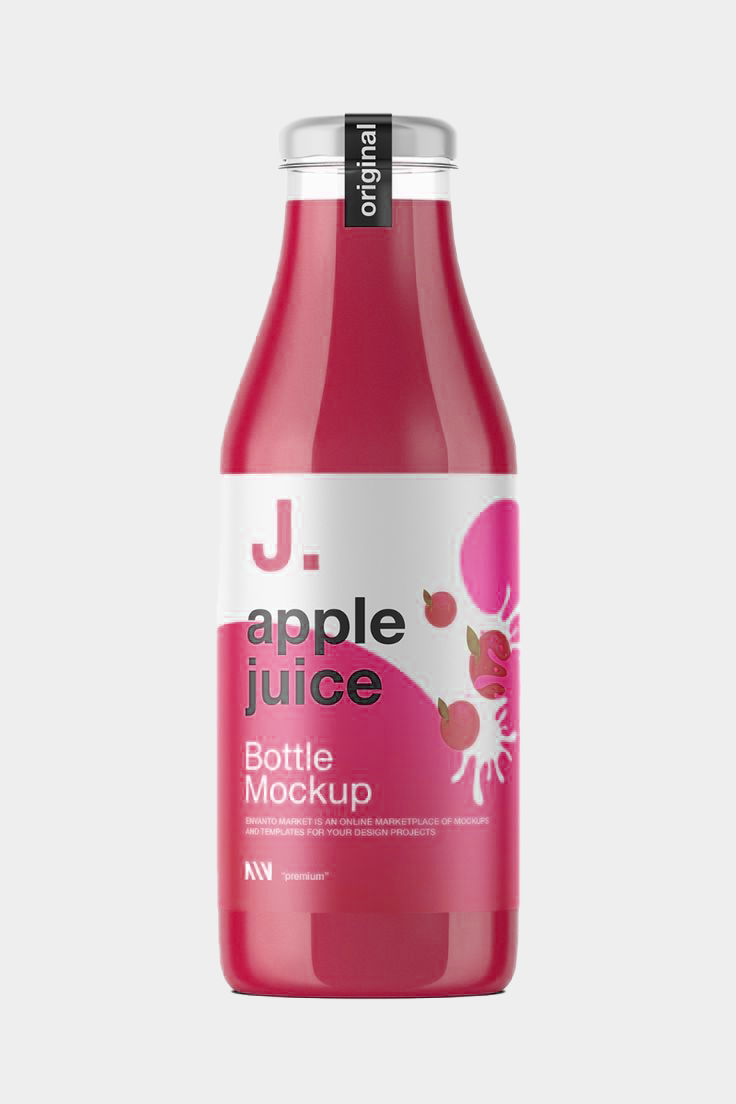 original
J.
apple
juice
Bottle
Mockup
ENVANTO MARKET IS AN ONLINE MARKETPLACE OF MOCKUPS
AND TEMPLATES FOR YOUR DESIGN PROJECTS
"premium"